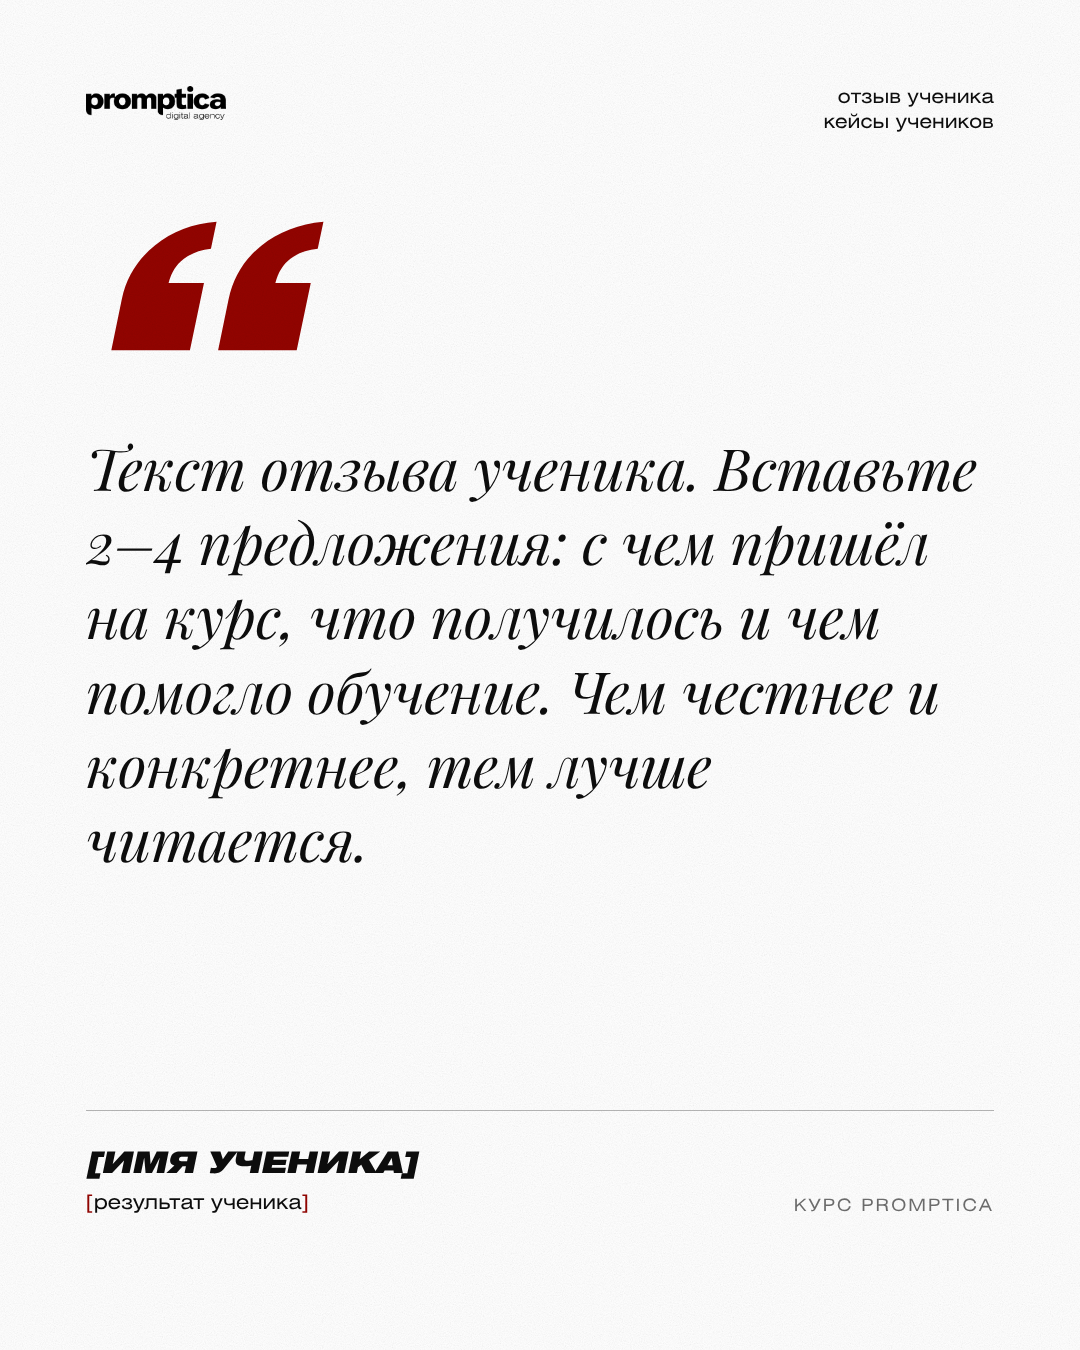 promptica
digital agency
отзыв ученика
кейсы учеников
“
Текст отзыва ученика. Вставьте
2—4 предложения: с чем пришёл
на курс, что получилось и чем
помогло обучение. Чем честнее и
конкретнее, тем лучше
читается.
[ИМЯ УЧЕНИКА]
[результат ученика]
КУРС PROMPTICA